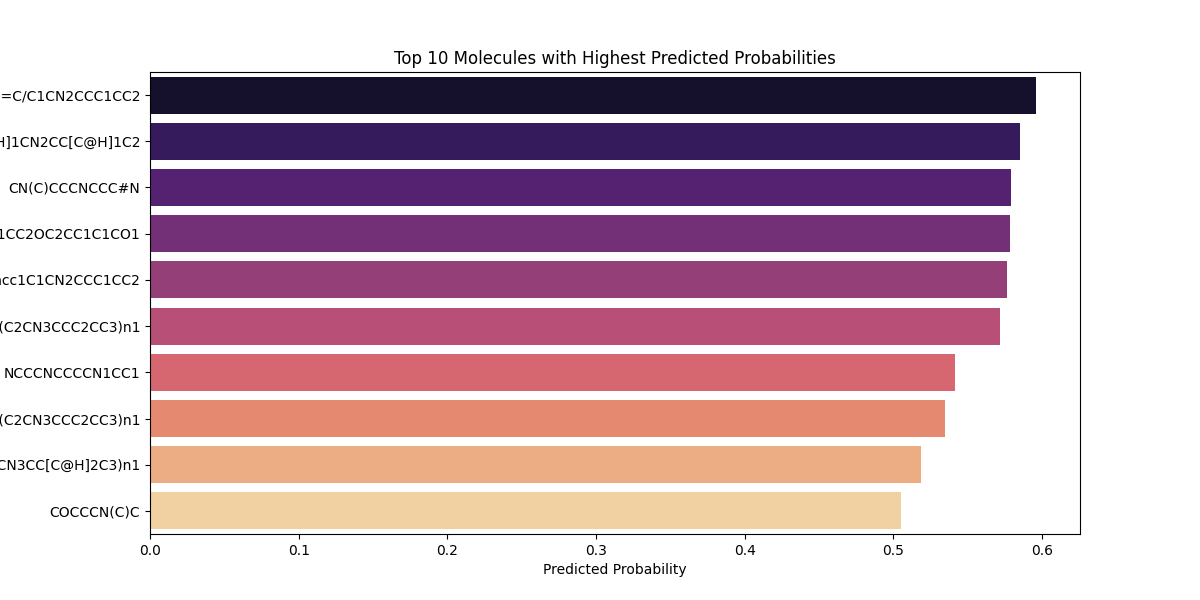 Top 10 Molecules with Highest Predicted Probabilities
=C/C1CN2CCC1CC2
H]1CN2CC[C@H]1C2
CN(C)CCCNCCC#N
1CC2OC2CC1C1CO1
cc1C1CN2CCC1CC2
(C2CN3CCC2CC3)n1
NCCCNCCCCN1CC1
(C2CN3CCC2CC3)n1
CN3CC[C@H]2C3)n1
COCCCN(C)C
0.0 0.1 0.2 0.3 0.4 0.5 0.6
Predicted Probability